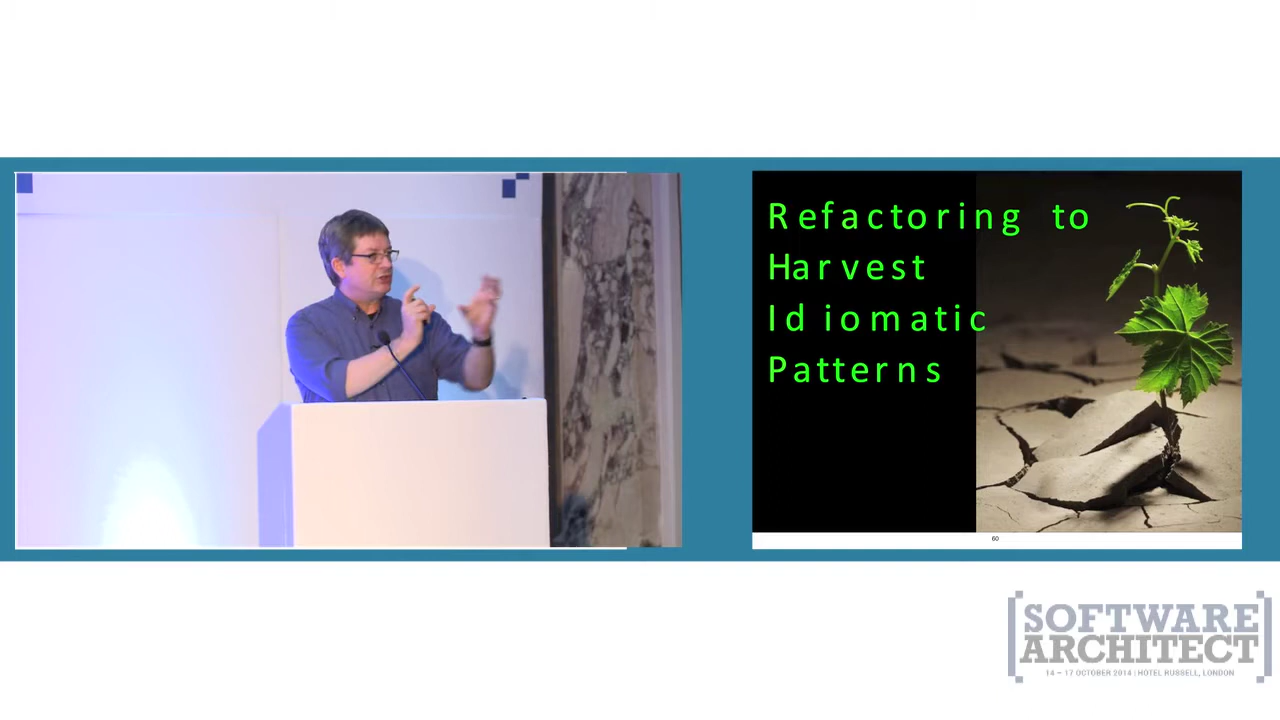 Refactoring to
Harvest
Idiomatic
Patterns
60
SOFTWARE
ARCHITECT
14 – 17 OCTOBER 2014 | HOTEL RUSSELL, LONDON